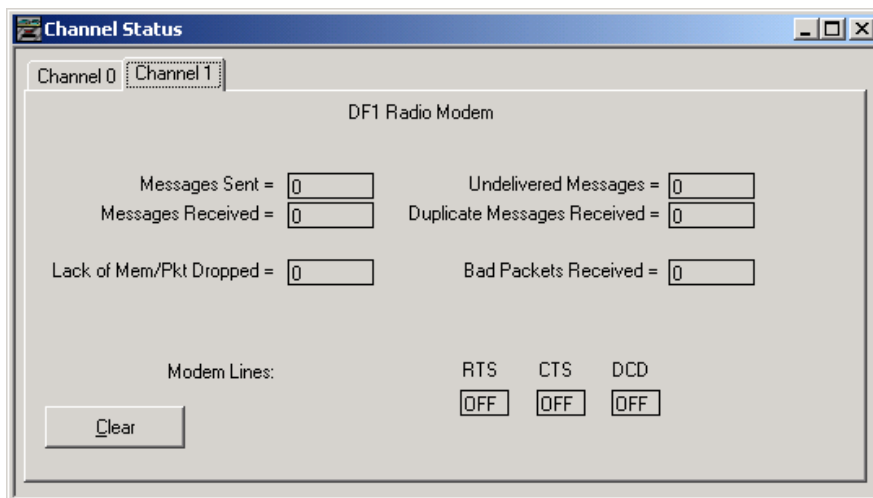 Channel Status
Channel 0 Channel 1
DF1 Radio Modem
Messages Sent = 0 Undelivered Messages = 0
Messages Received = 0 Duplicate Messages Received = 0
Lack of Mem/Pkt Dropped = 0 Bad Packets Received = 0
Modem Lines: RTS CTS DCD
OFF OFF OFF
Clear